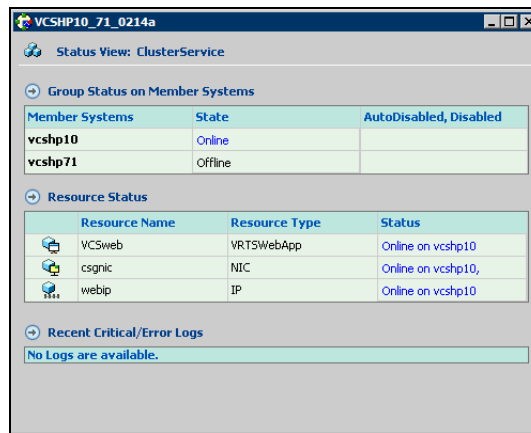 VCSHP10_71_0214a
Status View: ClusterService
Group Status on Member Systems
Member Systems State AutoDisabled, Disabled
vcshp10 Online
vcshp71 Offline
Resource Status
Resource Name Resource Type Status
VCSweb VRTSWebApp Online on vcshp10
csgnic NIC Online on vcshp10,
webip IP Online on vcshp10
Recent Critical/Error Logs
No Logs are available.